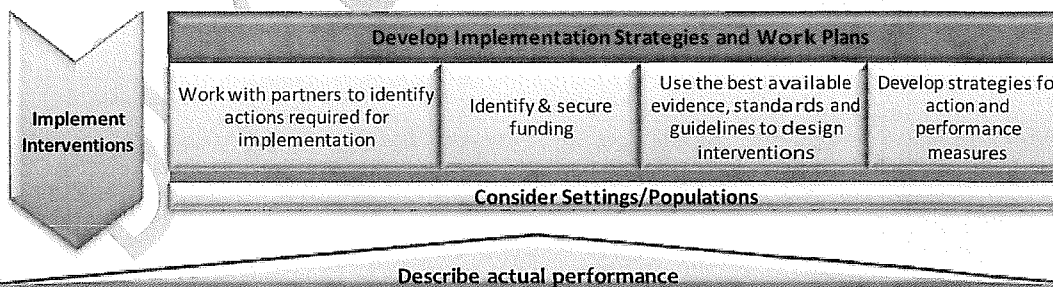 Develop Implementation Strategies and Work Plans
Implement
Interventions
Work with partners to identify
actions required for
implementation
Identify & secure
funding
Use the best available
evidence, standards and
guidelines to design
interventions
Develop strategies fo
action and
performance
measures
Consider Settings/Populations
Describe actual performance